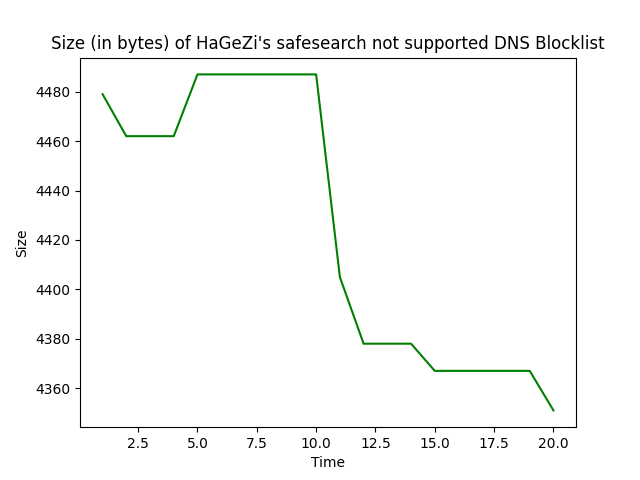 Size (in bytes) of HaGeZi's safesearch not supported DNS Blocklist
4480
4460
4440
4420
4400
4380
4360
Size
2.5 5.0 7.5 10.0 12.5 15.0 17.5 20.0
Time